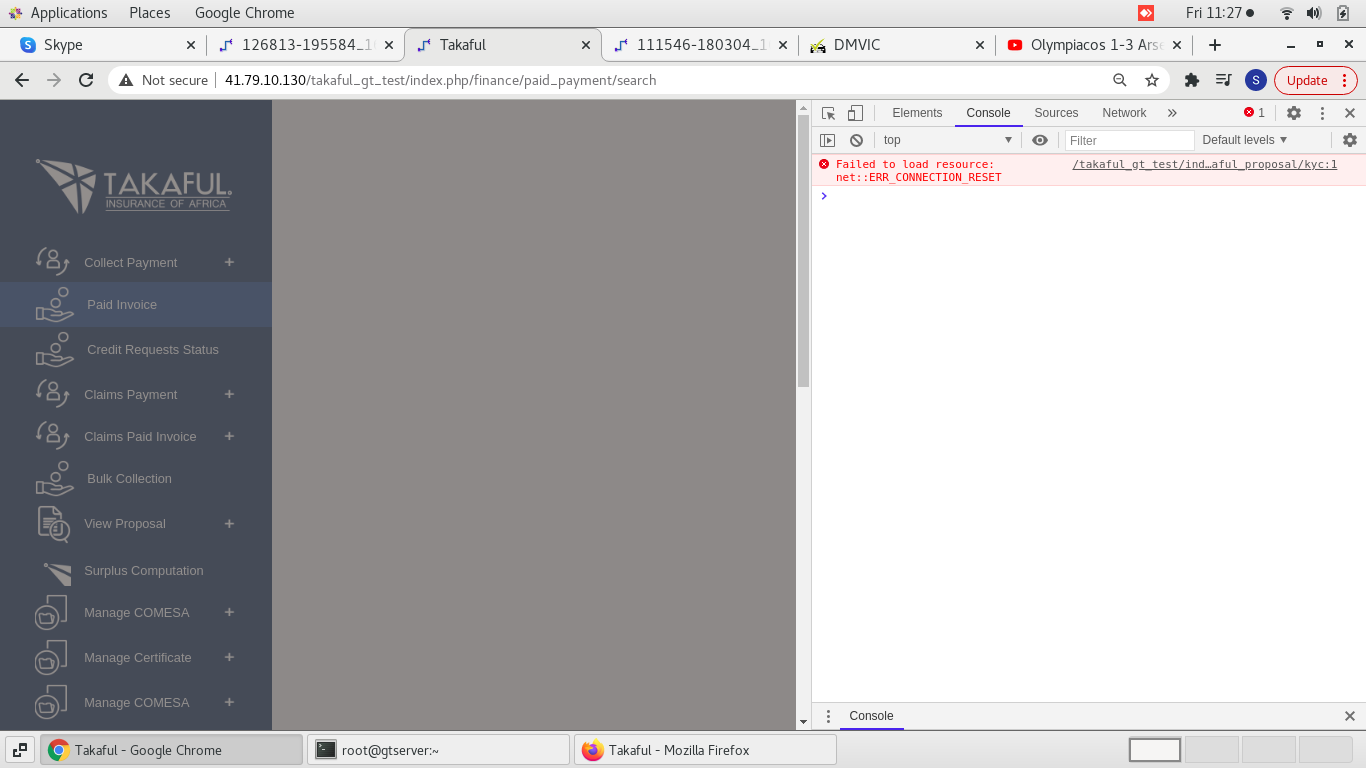 Applications Places Google Chrome Fri 11:27
Skype 126813-195584_1 Takaful 111546-180304_1 DMVIC Olympiacos 1-3 Arse
Not secure 41.79.10.130/takaful_gt_test/index.php/finance/paid_payment/search S Update
Elements Console Sources Network » 1
top Filter Default levels
Failed to load resource: /takaful_gt_test/ind…aful_proposal/kyc:1
net::ERR_CONNECTION_RESET
TAKAFUL.
INSURANCE OF AFRICA
Collect Payment +
Paid Invoice
Credit Requests Status
Claims Payment +
Claims Paid Invoice +
Bulk Collection
View Proposal +
Surplus Computation
Manage COMESA +
Manage Certificate +
Manage COMESA +
Console
Takaful - Google Chrome root@gtserver:~ Takaful - Mozilla Firefox